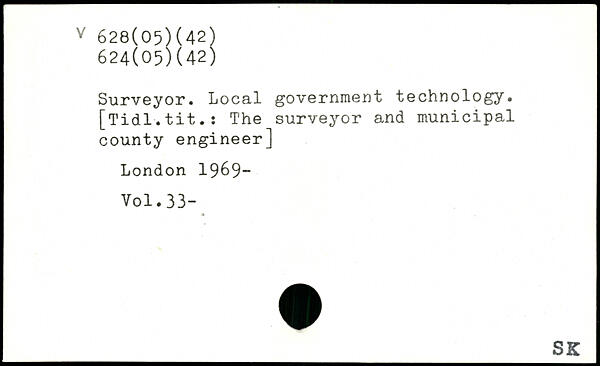 V 628(05)(42)
624(05)(42)
Surveyor. Local government technology.
[Tidl.tit.: The surveyor and municipal
county engineer]
London 1969-
Vol.33-
SK